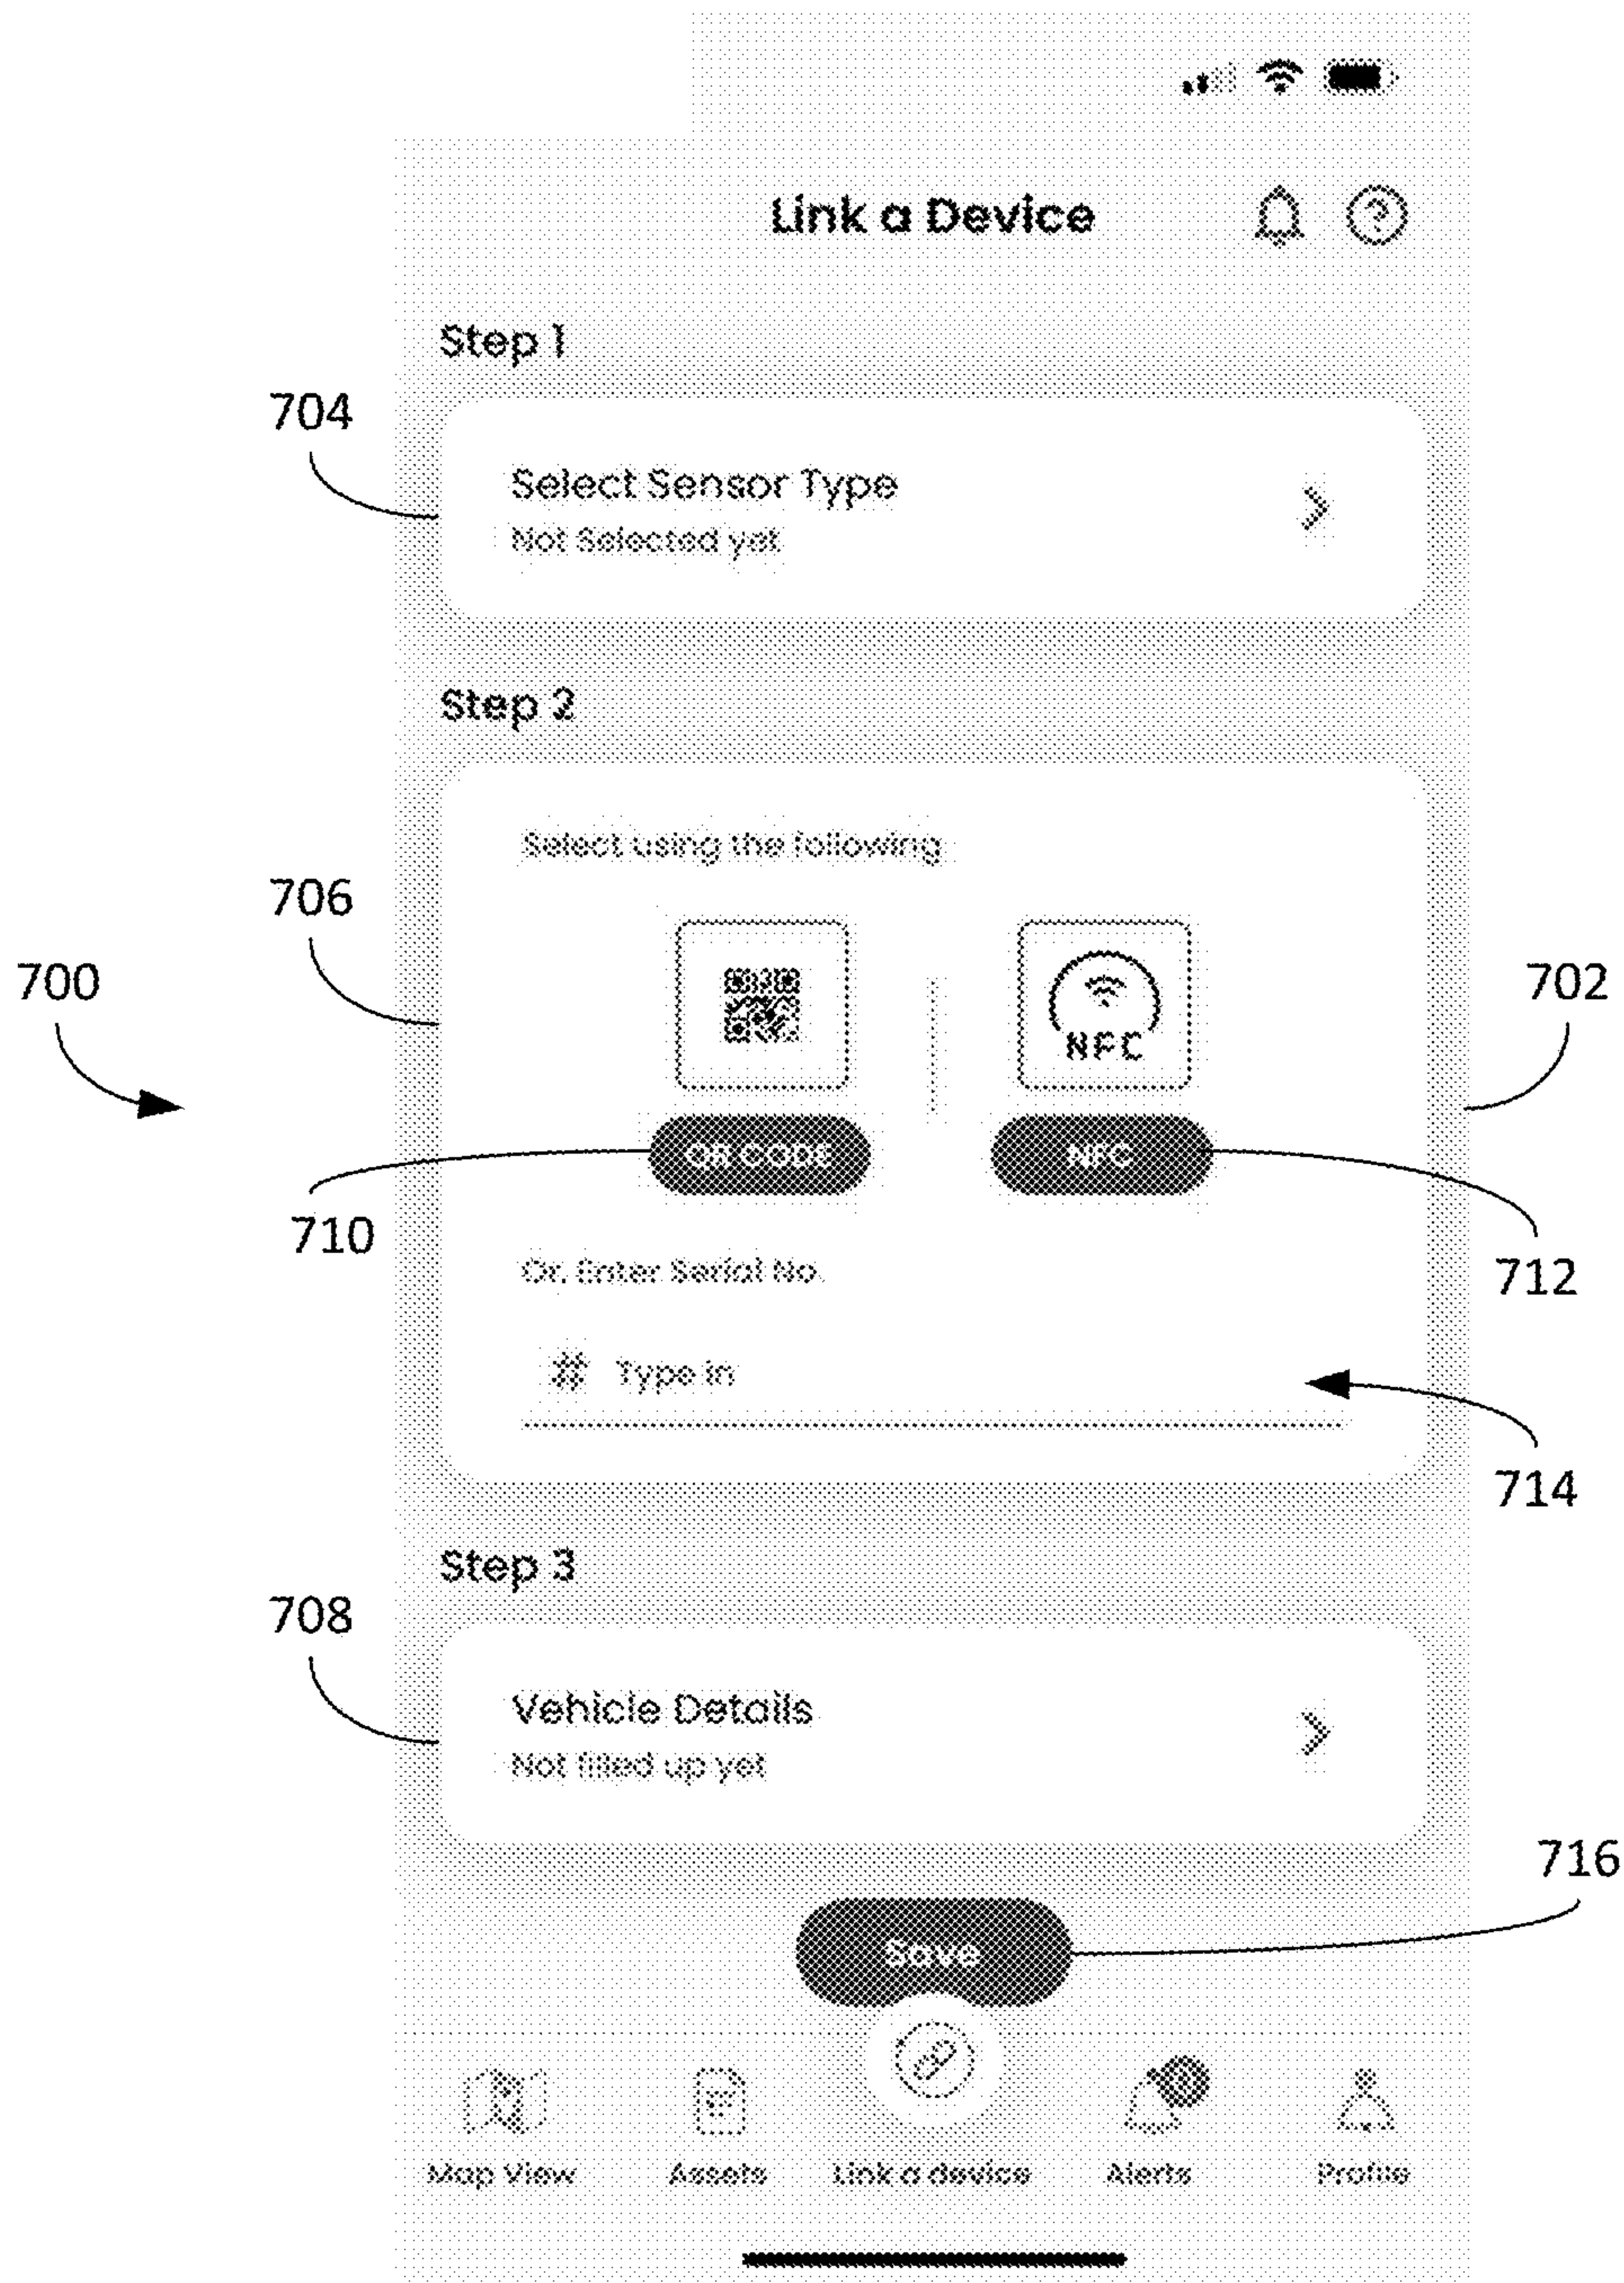 Link a Device
Step 1
704
Select Sensor Type
Not Selected yet
Step 2
Select using the following
706
700
702
NFC
QR CODE
NFC
710
712
Or, Enter Serial No.
# Type in
714
Step 3
708
Vehicle Details
Not filled up yet
716
Save
Map View
Assets
Link a device
Alerts
Profile